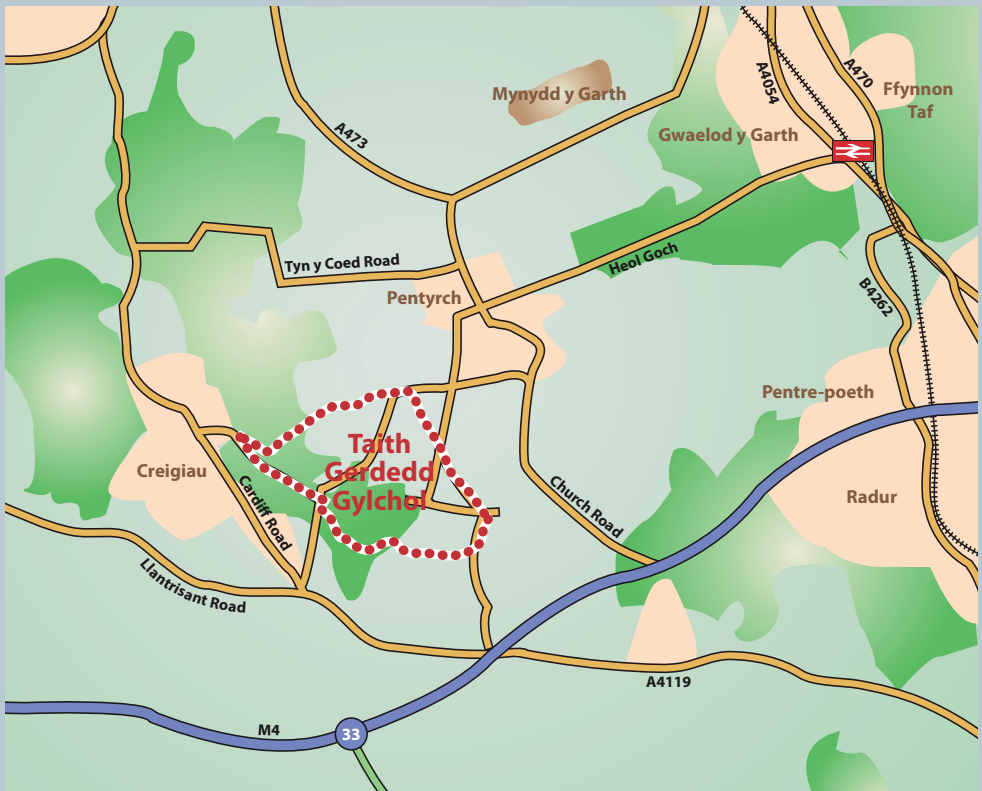 A4054
A470
Ffynnon
Taf
Mynydd y Garth
A473
Gwaelod y Garth
Heol Goch
Tyn y Coed Road
Pentyrch
B4262
Pentre-poeth
Taith
Gerdedd
Gylchol
Creigiau
Cardiff Road
Church Road
Radur
Llantrisant Road
A4119
M4
33